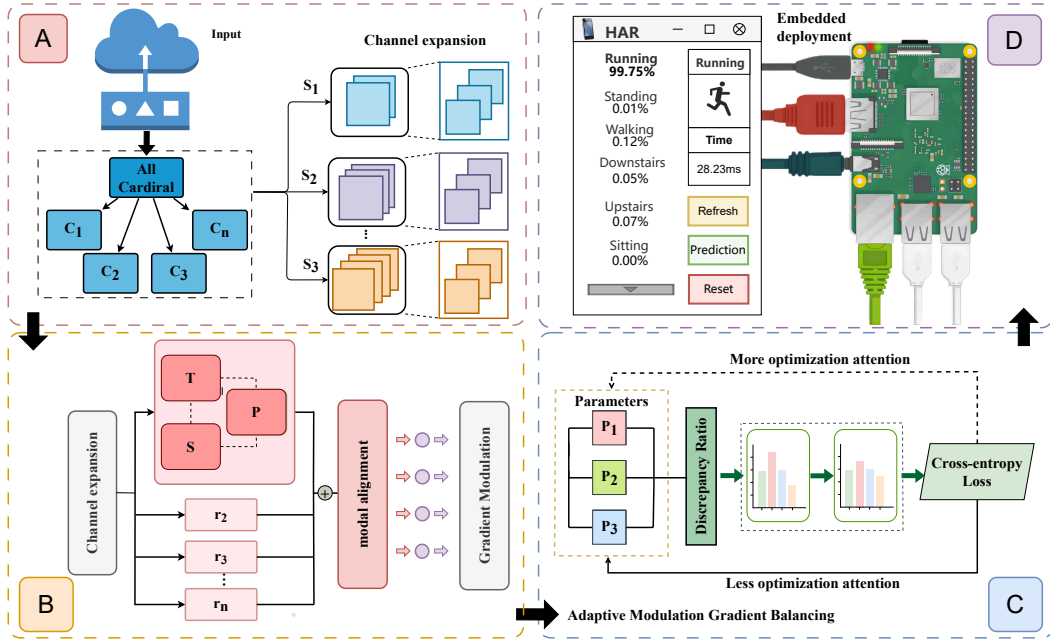 A
Input
Channel expansion
S1
S2
S3
All
Cardiral
C1
Cn
C2
C3
HAR
Running
99.75%
Standing
0.01%
Walking
0.12%
Downstairs
0.05%
Upstairs
0.07%
Sitting
0.00%
Running
Time
28.23ms
Refresh
Prediction
Reset
Embedded
deployment
D
B
Channel expansion
T
P
S
r2
r3
rn
modal alignment
Gradient Modulation
More optimization attention
Parameters
P1
P2
P3
Discrepancy Ratio
Cross-entropy
Loss
Less optimization attention
Adaptive Modulation Gradient Balancing
C